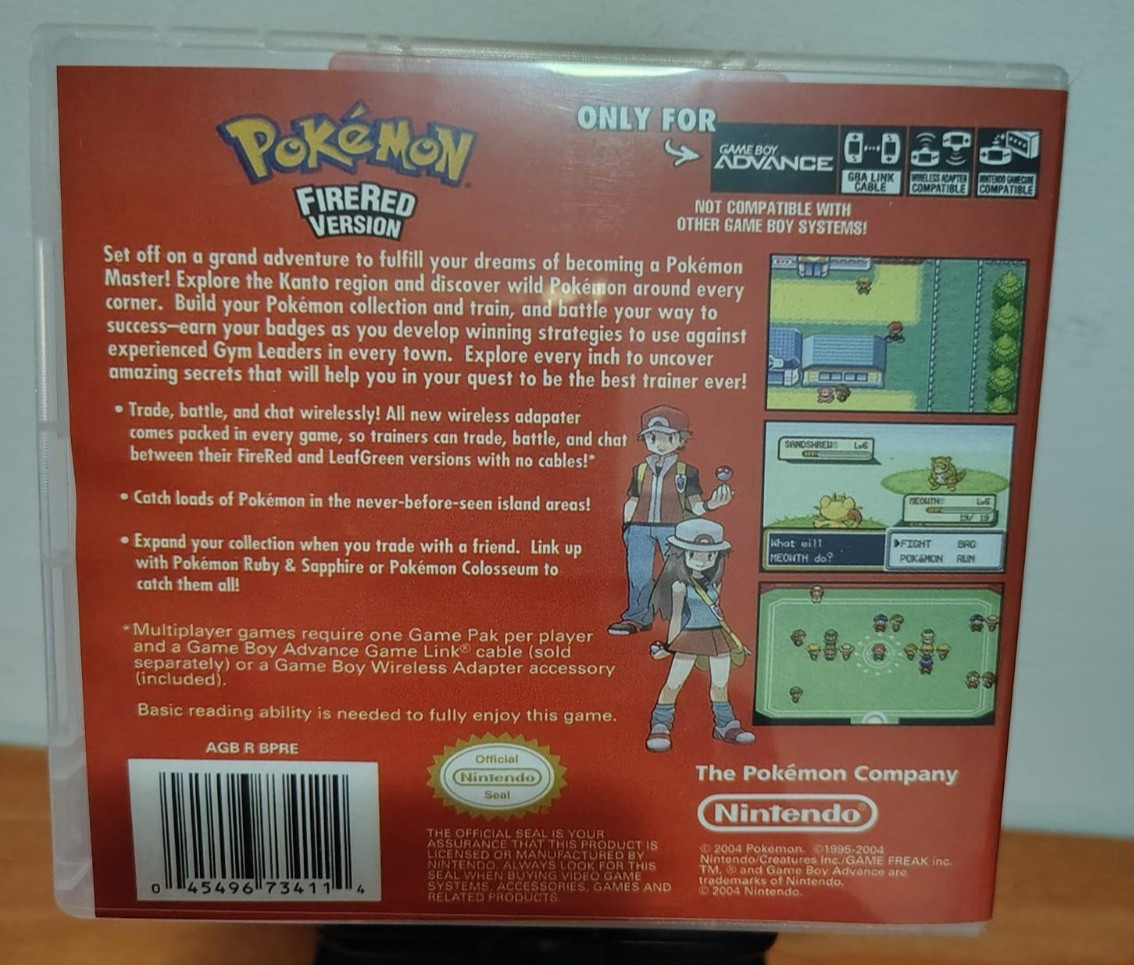 POKéMON
FIRERED
VERSION
ONLY FOR
GAME BOY
ADVANCE
GBA LINK
CABLE
WIRELESS ADAPTER
COMPATIBLE
NINTENDO GAMECUBE
COMPATIBLE
NOT COMPATIBLE WITH
OTHER GAME BOY SYSTEMS!
Set off on a grand adventure to fulfill your dreams of becoming a Pokémon
Master! Explore the Kanto region and discover wild Pokémon around every
corner. Build your Pokémon collection and train, and battle your way to
success—earn your badges as you develop winning strategies to use against
experienced Gym Leaders in every town. Explore every inch to uncover
amazing secrets that will help you in your quest to be the best trainer ever!
• Trade, battle, and chat wirelessly! All new wireless adapater
comes packed in every game, so trainers can trade, battle, and chat
between their FireRed and LeafGreen versions with no cables!*
• Catch loads of Pokémon in the never-before-seen island areas!
• Expand your collection when you trade with a friend. Link up
with Pokémon Ruby & Sapphire or Pokémon Colosseum to
catch them all!
*Multiplayer games require one Game Pak per player
and a Game Boy Advance Game Link® cable (sold
separately) or a Game Boy Wireless Adapter accessory
(included).
Basic reading ability is needed to fully enjoy this game.
SANDSHREW Lv6
MEOWTH Lv6
19/ 19
What will
MEOWTH do?
▶FIGHT BAG
POKéMON RUN
AGB R BPRE
0 45496 73411 4
Official
Nintendo
Seal
THE OFFICIAL SEAL IS YOUR
ASSURANCE THAT THIS PRODUCT IS
LICENSED OR MANUFACTURED BY
NINTENDO. ALWAYS LOOK FOR THIS
SEAL WHEN BUYING VIDEO GAME
SYSTEMS, ACCESSORIES, GAMES AND
RELATED PRODUCTS.
The Pokémon Company
Nintendo®
© 2004 Pokémon. ©1995-2004
Nintendo/Creatures Inc./GAME FREAK inc.
TM, ® and Game Boy Advance are
trademarks of Nintendo.
© 2004 Nintendo.